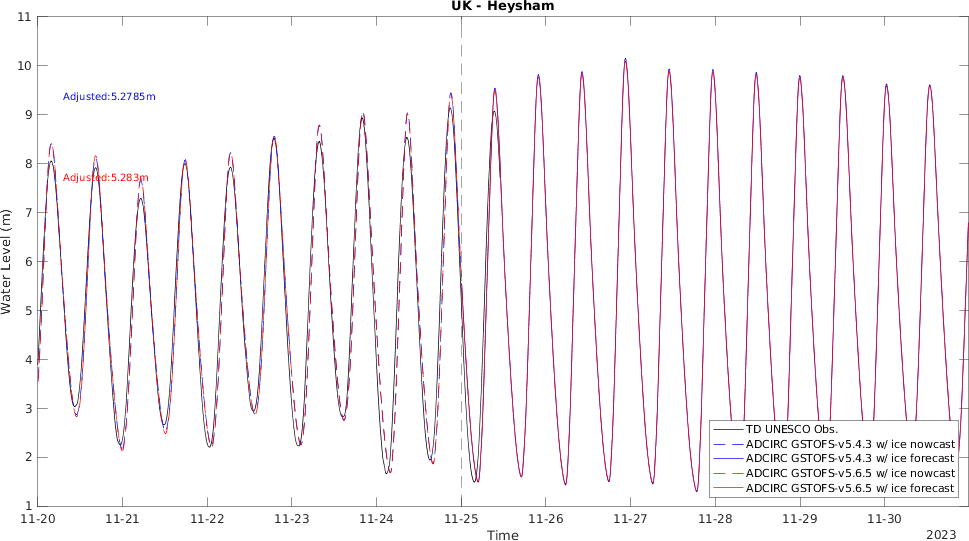 UK - Heysham
11
10
9
8
7
6
5
4
3
2
1
Water Level (m)
Adjusted:5.2785m
Adjusted:5.283m
TD UNESCO Obs.
ADCIRC GSTOFS-v5.4.3 w/ ice nowcast
ADCIRC GSTOFS-v5.4.3 w/ ice forecast
ADCIRC GSTOFS-v5.6.5 w/ ice nowcast
ADCIRC GSTOFS-v5.6.5 w/ ice forecast
11-20 11-21 11-22 11-23 11-24 11-25 11-26 11-27 11-28 11-29 11-30
Time
2023